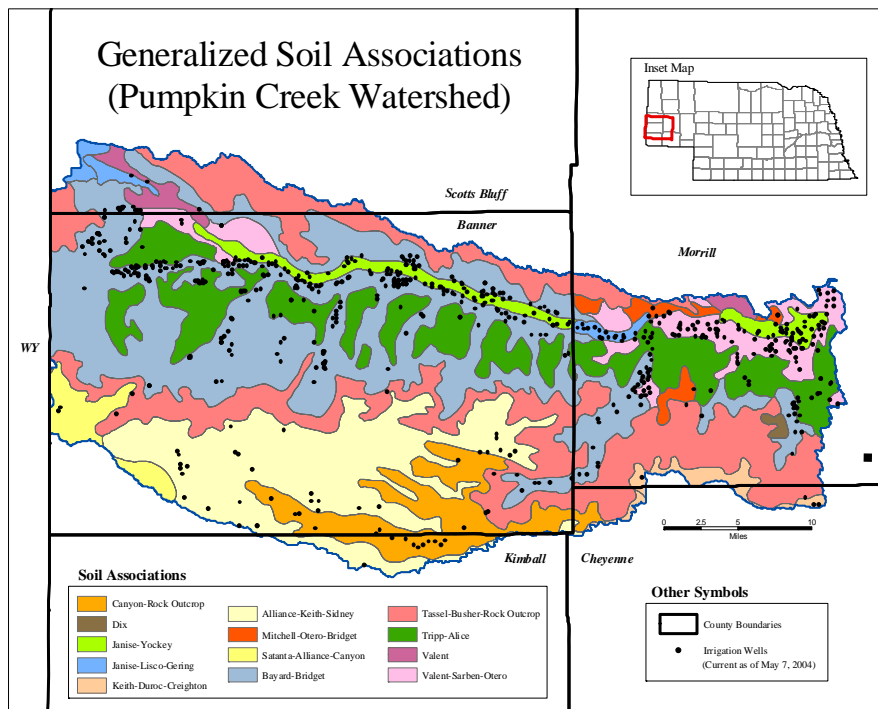 Generalized Soil Associations
(Pumpkin Creek Watershed)
Inset Map
Scotts Bluff
Banner
Morrill
WY
0 2.5 5 10
Miles
Kimball
Cheyenne
Soil Associations
Canyon-Rock Outcrop
Dix
Janise-Yockey
Janise-Lisco-Gering
Keith-Duroc-Creighton
Alliance-Keith-Sidney
Mitchell-Otero-Bridget
Satanta-Alliance-Canyon
Bayard-Bridget
Tassel-Busher-Rock Outcrop
Tripp-Alice
Valent
Valent-Sarben-Otero
Other Symbols
County Boundaries
Irrigation Wells
(Current as of May 7, 2004)